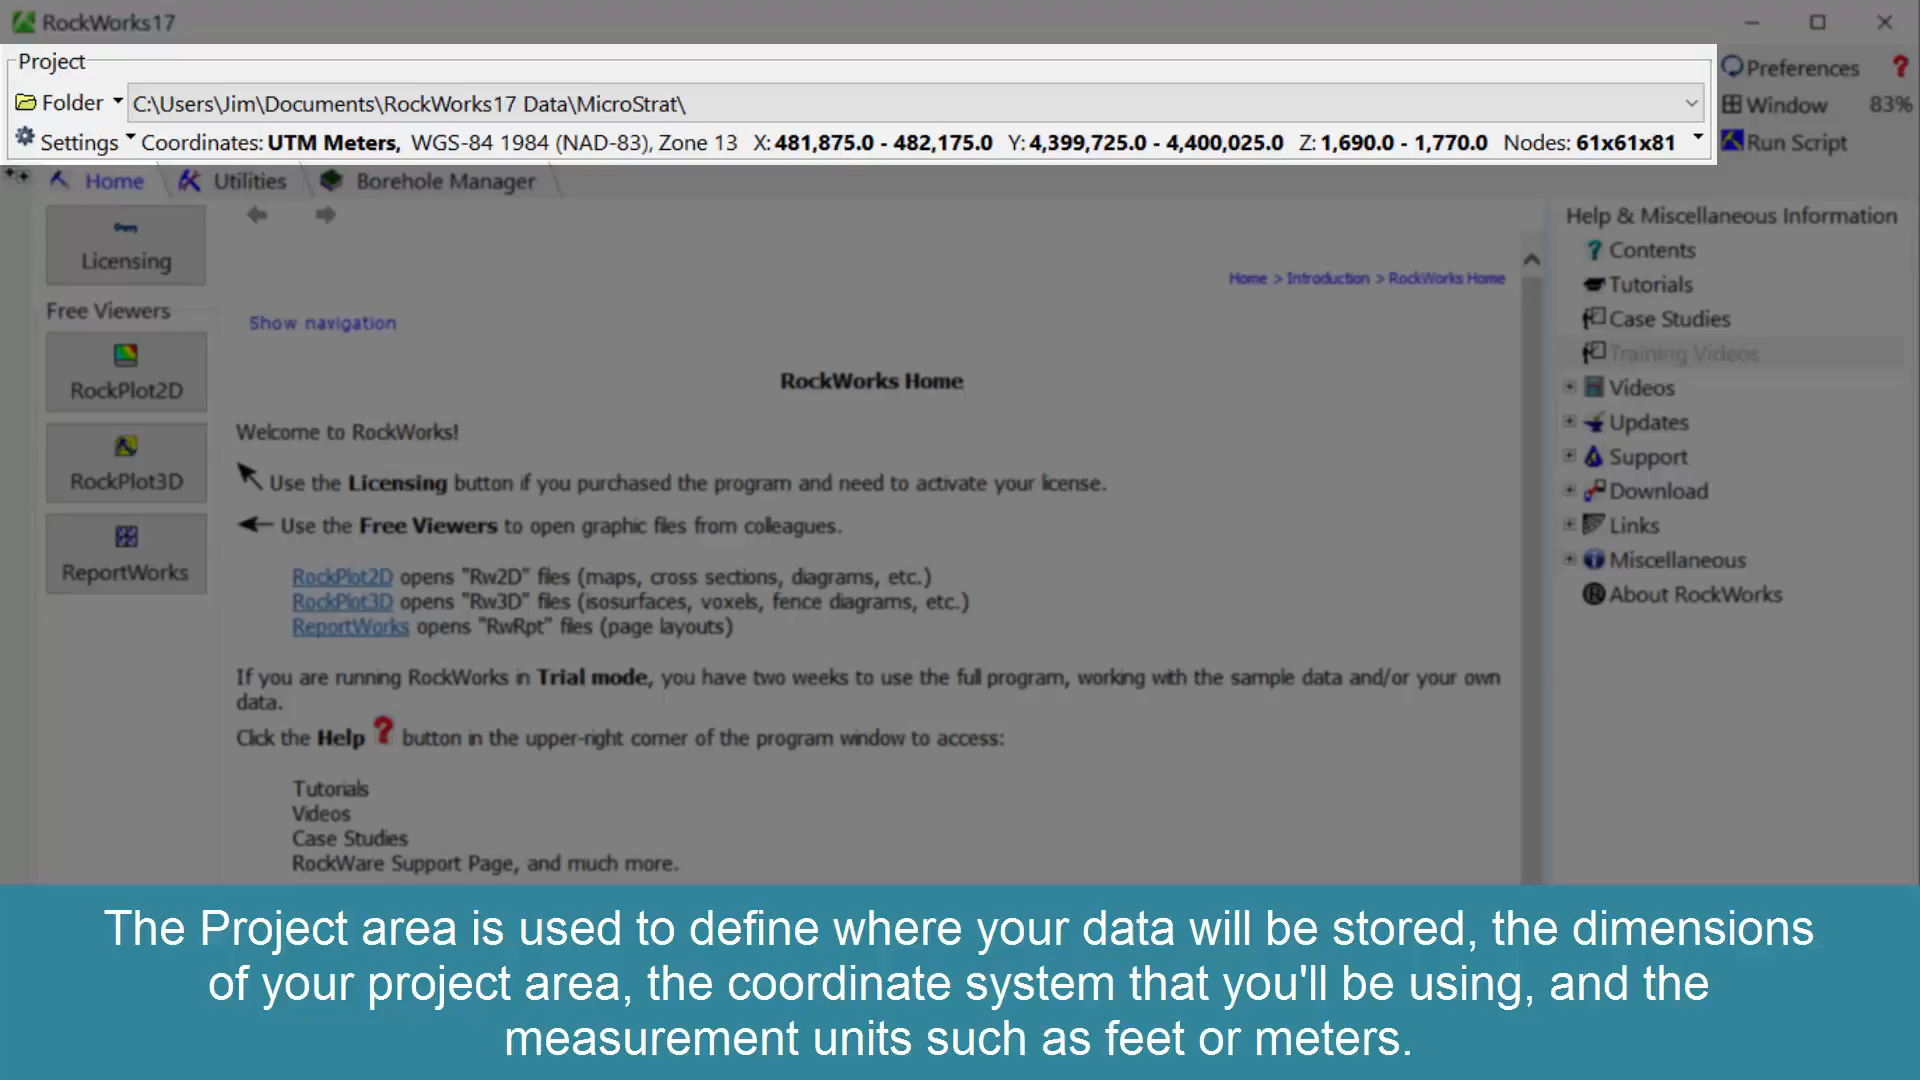 RockWorks17
Project
Folder C:\Users\Jim\Documents\RockWorks17 Data\MicroStrat\
Settings Coordinates: UTM Meters, WGS-84 1984 (NAD-83), Zone 13 X: 481,875.0 - 482,175.0 Y: 4,399,725.0 - 4,400,025.0 Z: 1,690.0 - 1,770.0 Nodes: 61x61x81
Preferences ?
Window 83%
Run Script
Home Utilities Borehole Manager
Licensing
Free Viewers
RockPlot2D
RockPlot3D
ReportWorks
Home > Introduction > RockWorks Home
Show navigation
RockWorks Home
Welcome to RockWorks!
Use the Licensing button if you purchased the program and need to activate your license.
Use the Free Viewers to open graphic files from colleagues.
RockPlot2D opens "Rw2D" files (maps, cross sections, diagrams, etc.)
RockPlot3D opens "Rw3D" files (isosurfaces, voxels, fence diagrams, etc.)
ReportWorks opens "RwRpt" files (page layouts)
If you are running RockWorks in Trial mode, you have two weeks to use the full program, working with the sample data and/or your own
data.
Click the Help ? button in the upper-right corner of the program window to access:
Tutorials
Videos
Case Studies
RockWare Support Page, and much more.
Help & Miscellaneous Information
? Contents
Tutorials
Case Studies
Training Videos
Videos
Updates
Support
Download
Links
Miscellaneous
About RockWorks
The Project area is used to define where your data will be stored, the dimensions
of your project area, the coordinate system that you'll be using, and the
measurement units such as feet or meters.